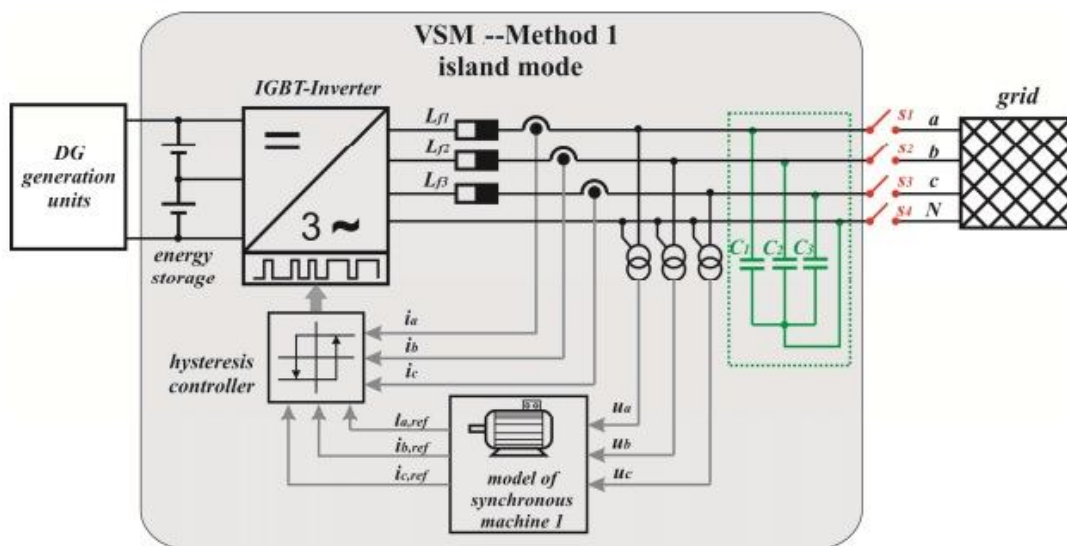 VSM --Method 1
island mode
IGBT-Inverter
grid
DG
generation
units
energy
storage
3 ~
Lf1
Lf2
Lf3
S1
S2
S3
S4
a
b
c
N
C1
C2
C3
hysteresis
controller
ia
ib
ic
ia,ref
ib,ref
ic,ref
ua
ub
uc
model of
synchronous
machine 1